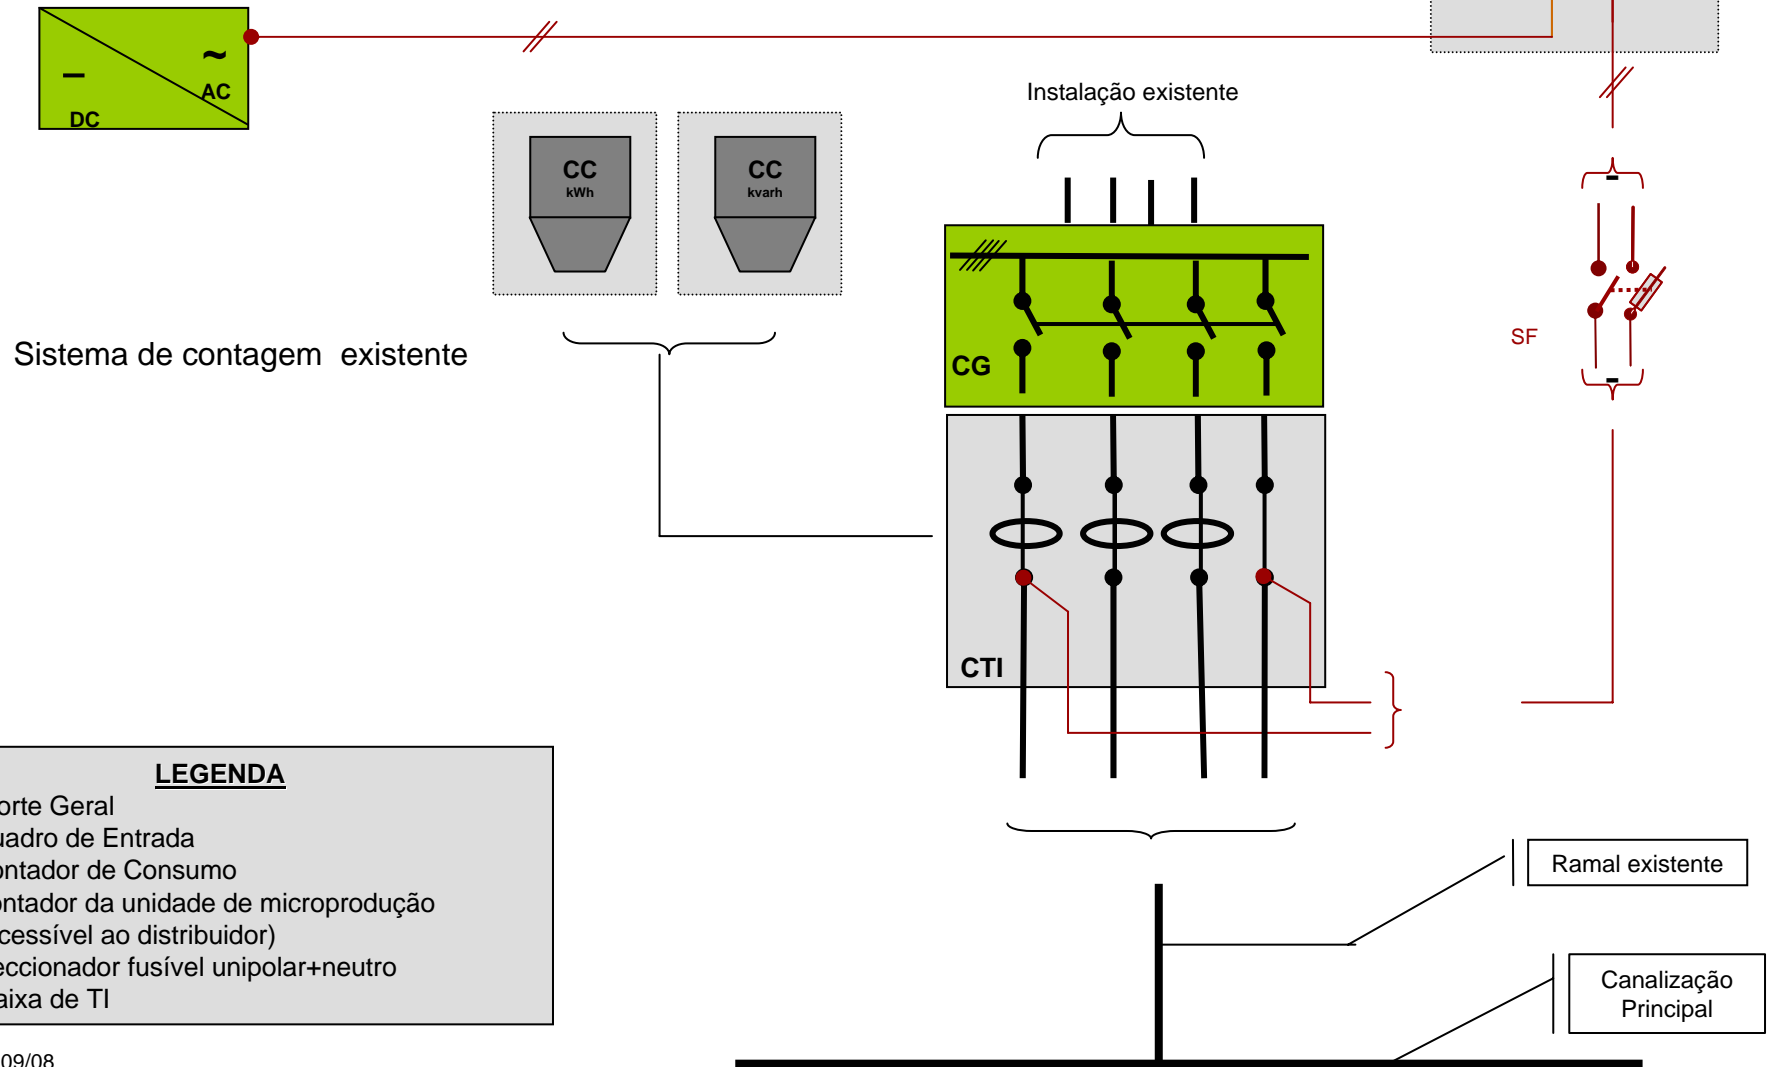 ~
AC
–
DC
Instalação existente
CC
kWh
CC
kvarh
SF
Sistema de contagem existente
CG
CTI
LEGENDA
orte Geral
uadro de Entrada
ontador de Consumo
ontador da unidade de microprodução
cessível ao distribuidor)
eccionador fusível unipolar+neutro
aixa de TI
Ramal existente
Canalização
Principal
09/08